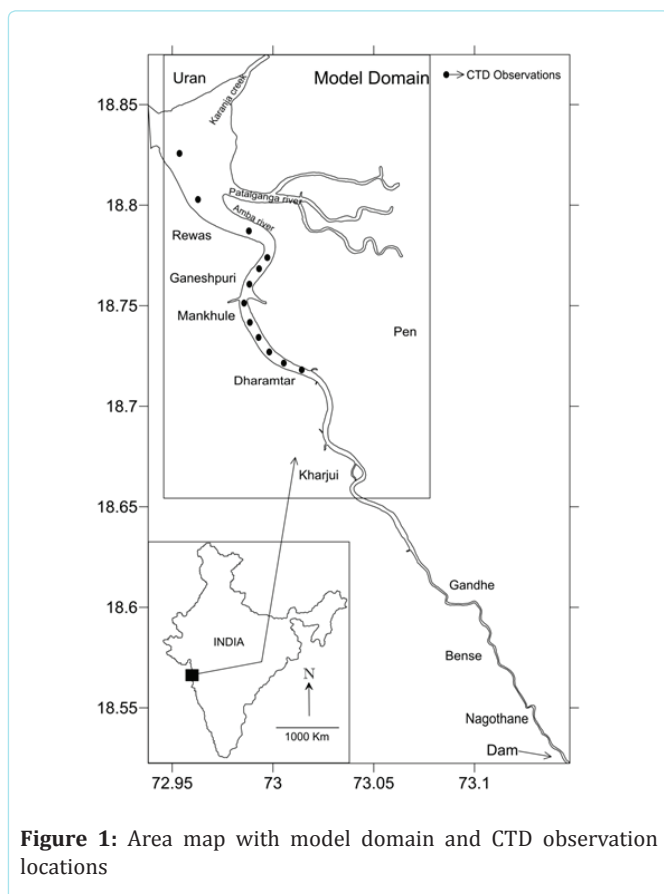 Uran
Model Domain
CTD Observations
Karanja creek
18.85
Patalganga river
18.8
Amba river
Rewas
Ganeshpuri
18.75
Mankhule
Pen
Dharamtar
18.7
Kharjui
18.65
Gandhe
18.6
INDIA
Bense
N
18.55
Nagothane
1000 Km
Dam
72.95
73
73.05
73.1
Figure 1: Area map with model domain and CTD observation
locations